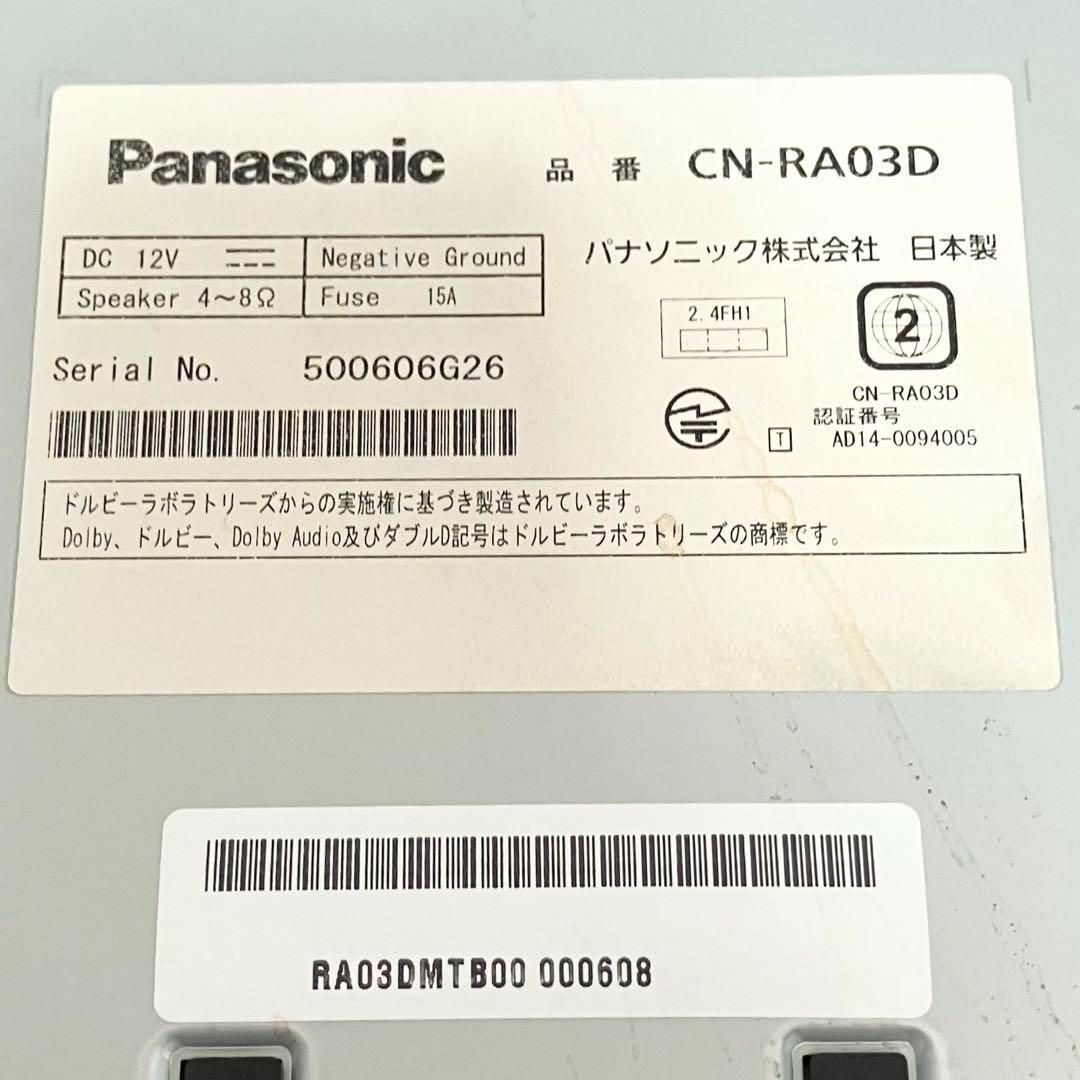 Panasonic 品 番 CN-RA03D
DC 12V Negative Ground
Speaker 4～8Ω Fuse 15A
パナソニック株式会社 日本製
2.4FH1
2
Serial No. 500606G26
CN-RA03D
認証番号
T AD14-0094005
ドルビーラボラトリーズからの実施権に基づき製造されています。
Dolby、ドルビー、Dolby Audio及びダブルD記号はドルビーラボラトリーズの商標です。
RA03DMTB00 000608